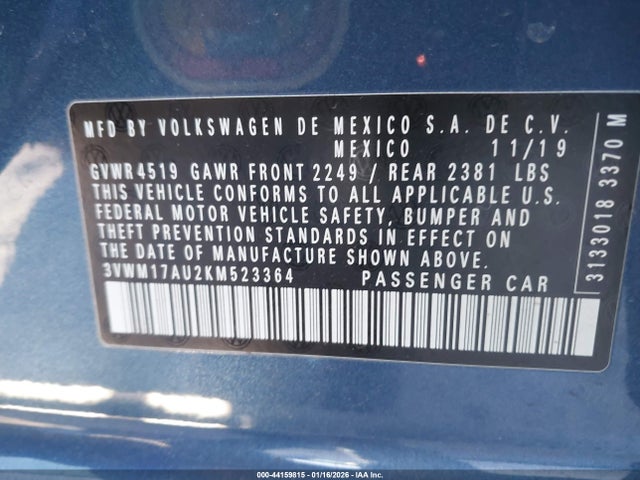 MFD BY VOLKSWAGEN DE MEXICO S.A. DE C.V.
MEXICO 11/19
GVWR 4519 GAWR FRONT 2249 / REAR 2381 LBS
THIS VEHICLE CONFORMS TO ALL APPLICABLE U.S.
FEDERAL MOTOR VEHICLE SAFETY, BUMPER AND
THEFT PREVENTION STANDARDS IN EFFECT ON
THE DATE OF MANUFACTURE SHOWN ABOVE.
3VWM17AU2KM523364 PASSENGER CAR
3133018 3370 M
000-44159815 - 01/16/2026 - IAA Inc.